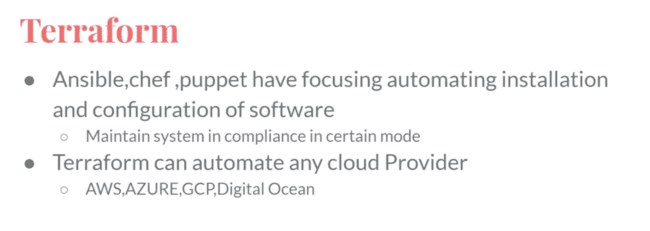 Terraform
● Ansible,chef ,puppet have focusing automating installation
and configuration of software
○ Maintain system in compliance in certain mode
● Terraform can automate any cloud Provider
○ AWS,AZURE,GCP,Digital Ocean